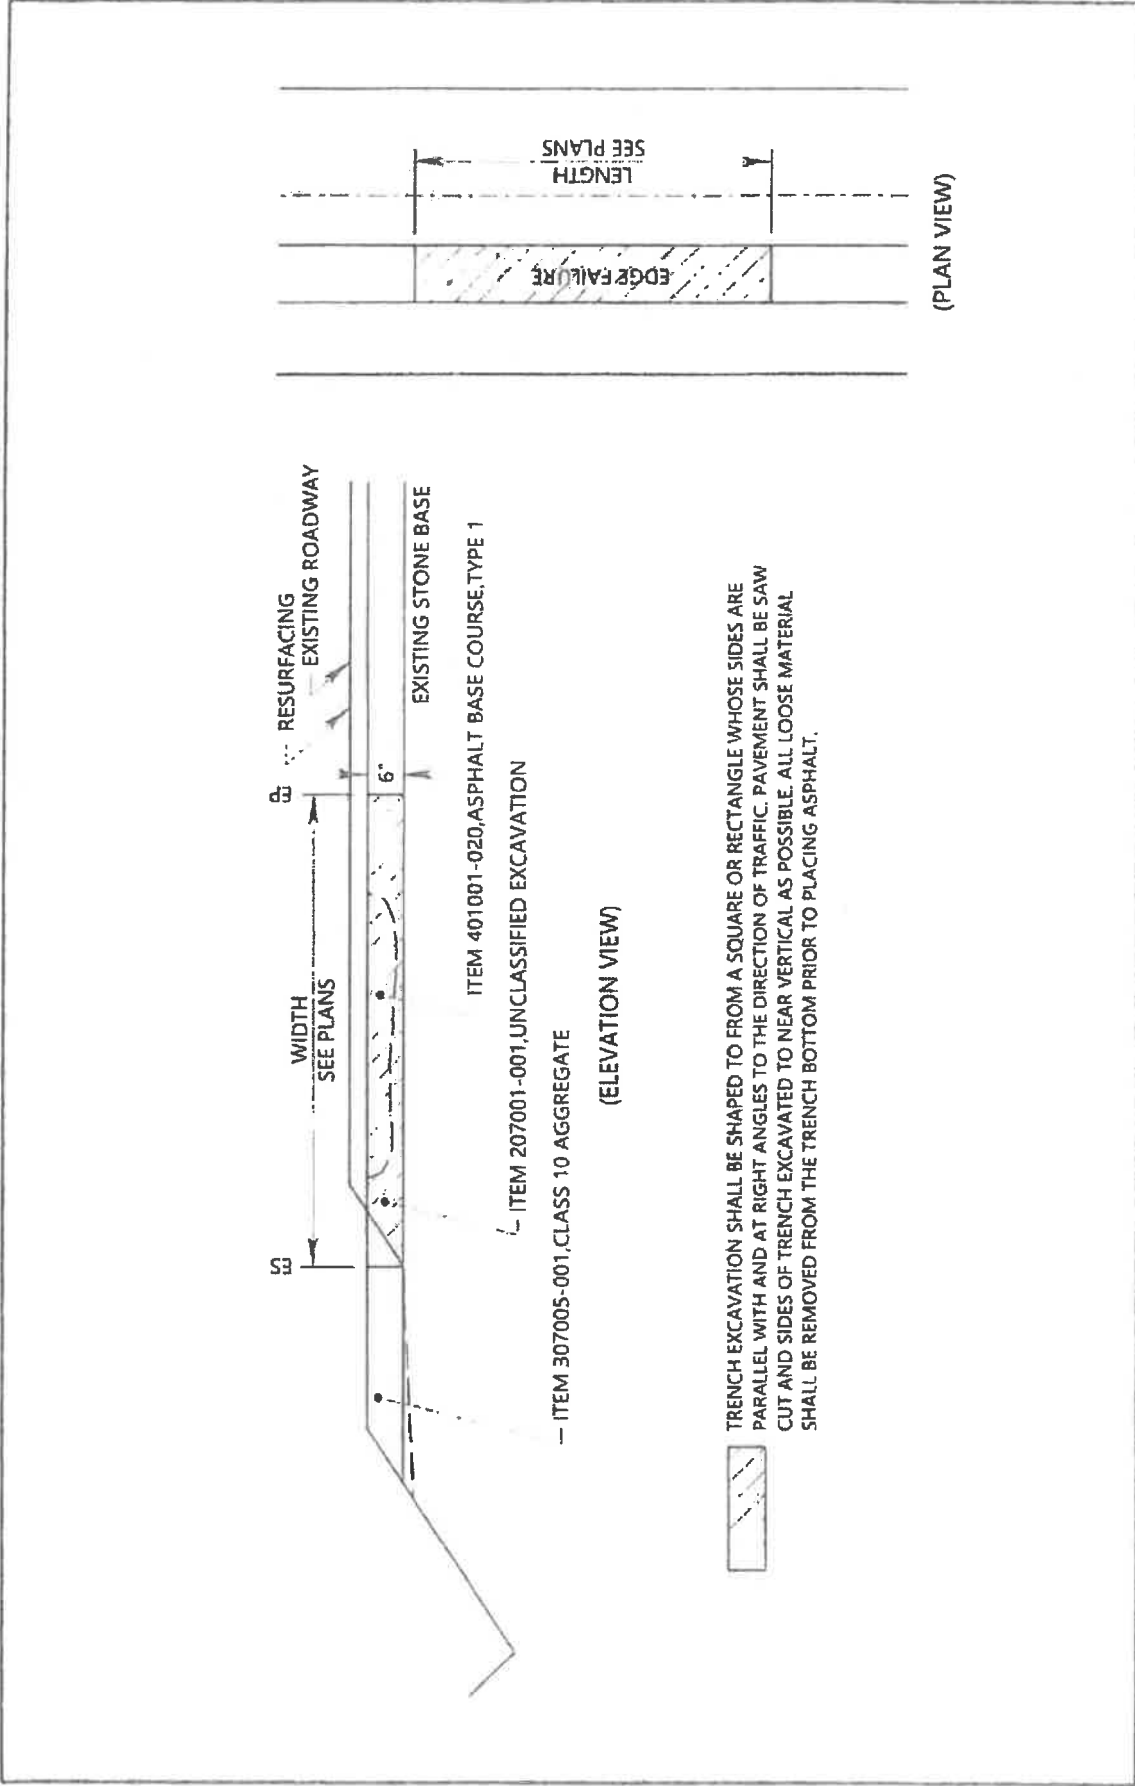 RESURFACING
EXISTING ROADWAY
EP
WIDTH
SEE PLANS
ES
6"
EXISTING STONE BASE
ITEM 401001-020,ASPHALT BASE COURSE,TYPE 1
ITEM 207001-001,UNCLASSIFIED EXCAVATION
ITEM 307005-001,CLASS 10 AGGREGATE
(ELEVATION VIEW)
LENGTH
SEE PLANS
EDGE FAILURE
(PLAN VIEW)
TRENCH EXCAVATION SHALL BE SHAPED TO FROM A SQUARE OR RECTANGLE WHOSE SIDES ARE
PARALLEL WITH AND AT RIGHT ANGLES TO THE DIRECTION OF TRAFFIC. PAVEMENT SHALL BE SAW
CUT AND SIDES OF TRENCH EXCAVATED TO NEAR VERTICAL AS POSSIBLE. ALL LOOSE MATERIAL
SHALL BE REMOVED FROM THE TRENCH BOTTOM PRIOR TO PLACING ASPHALT.